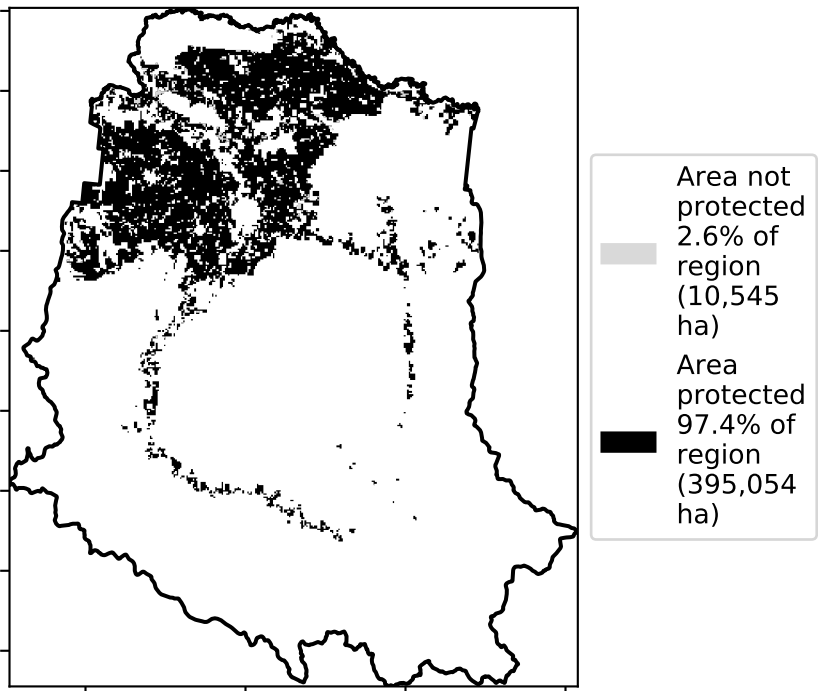 Area not
protected
2.6% of
region
(10,545
ha)
Area
protected
97.4% of
region
(395,054
ha)